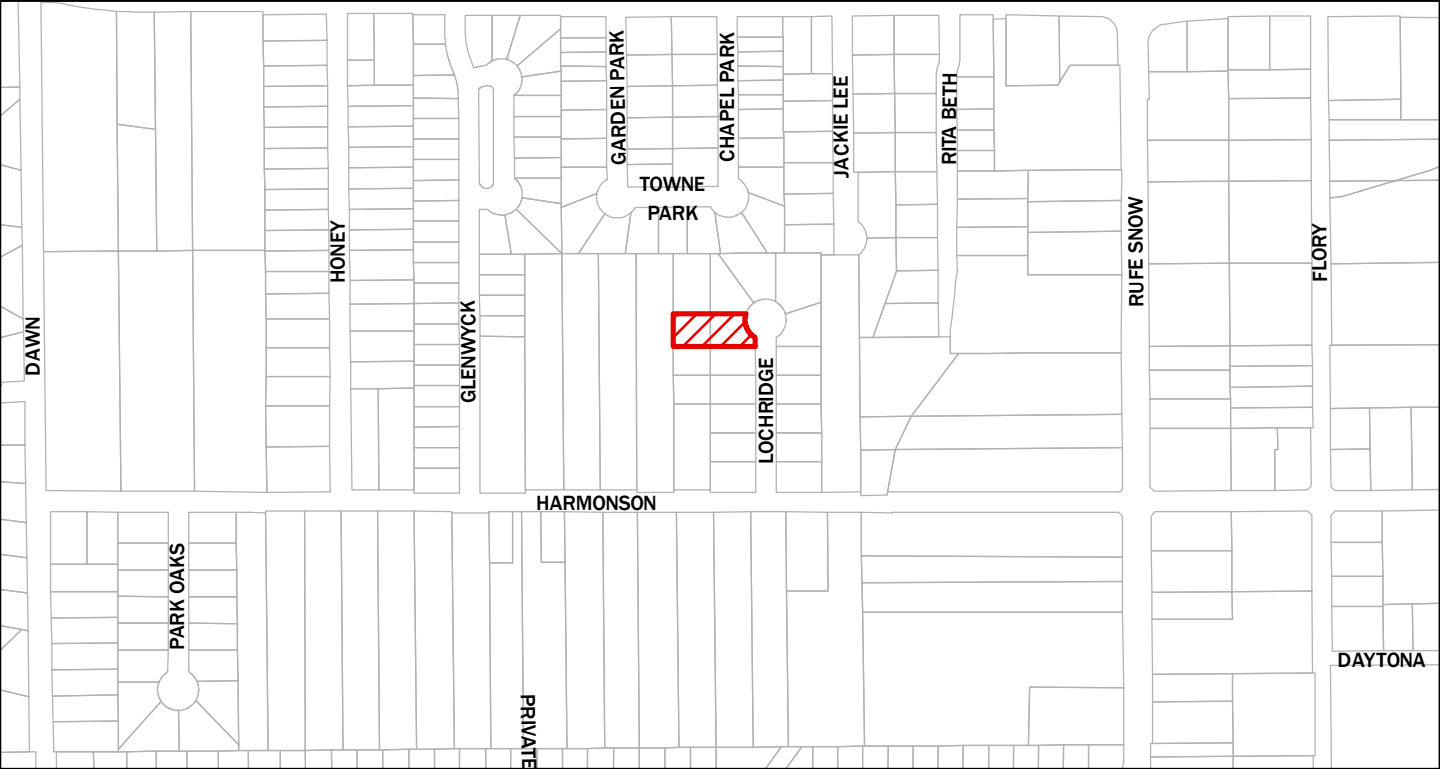 GARDEN PARK
CHAPEL PARK
JACKIE LEE
RITA BETH
TOWNE
PARK
HONEY
RUFE SNOW
FLORY
DAWN
GLENWYCK
LOCHRIDGE
HARMONSON
PARK OAKS
DAYTONA
PRIVATE